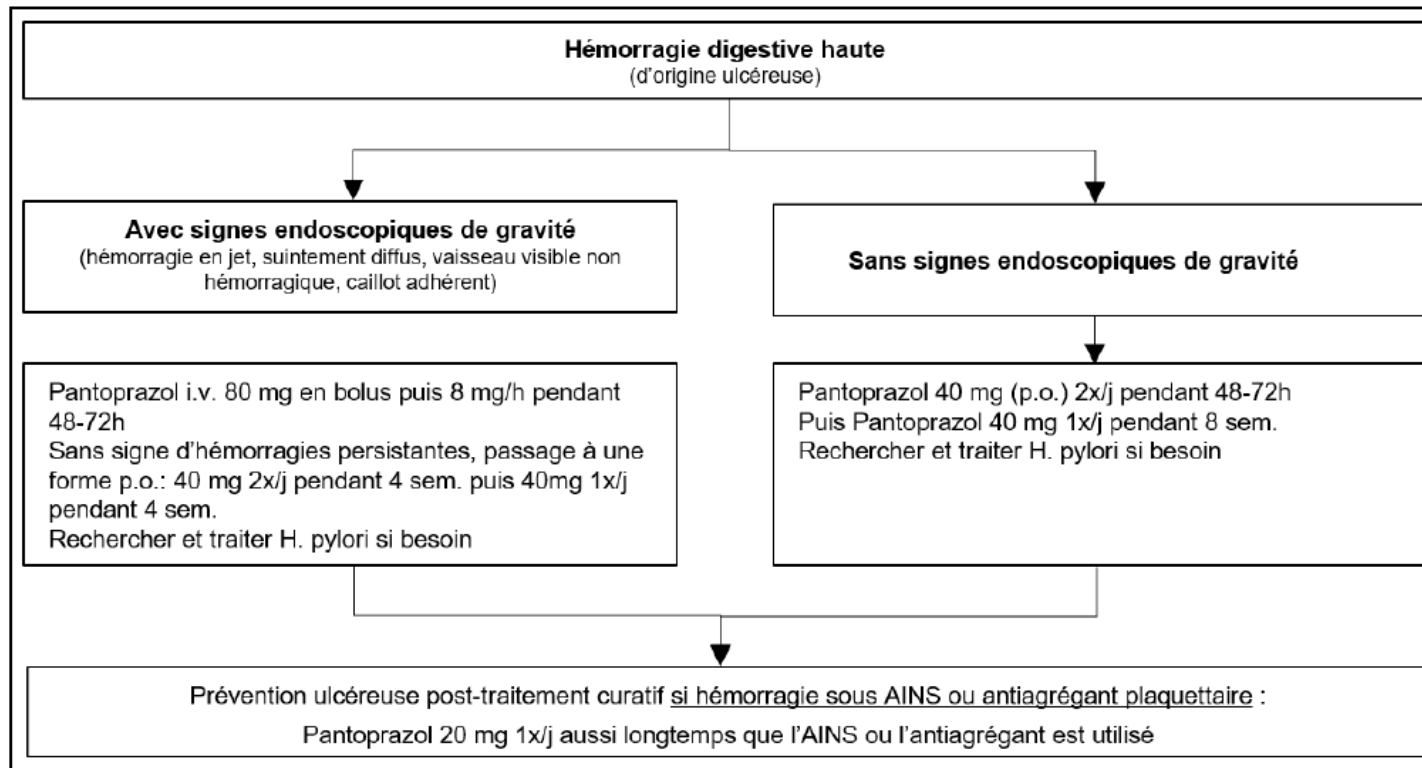 Hémorragie digestive haute
(d'origine ulcéreuse)
Avec signes endoscopiques de gravité
(hémorragie en jet, suintement diffus, vaisseau visible non
hémorragique, caillot adhérent)
Sans signes endoscopiques de gravité
Pantoprazol i.v. 80 mg en bolus puis 8 mg/h pendant
48-72h
Sans signe d'hémorragies persistantes, passage à une
forme p.o.: 40 mg 2x/j pendant 4 sem. puis 40mg 1x/j
pendant 4 sem.
Rechercher et traiter H. pylori si besoin
Pantoprazol 40 mg (p.o.) 2x/j pendant 48-72h
Puis Pantoprazol 40 mg 1x/j pendant 8 sem.
Rechercher et traiter H. pylori si besoin
Prévention ulcéreuse post-traitement curatif si hémorragie sous AINS ou antiagrégant plaquettaire :
Pantoprazol 20 mg 1x/j aussi longtemps que l'AINS ou l'antiagrégant est utilisé